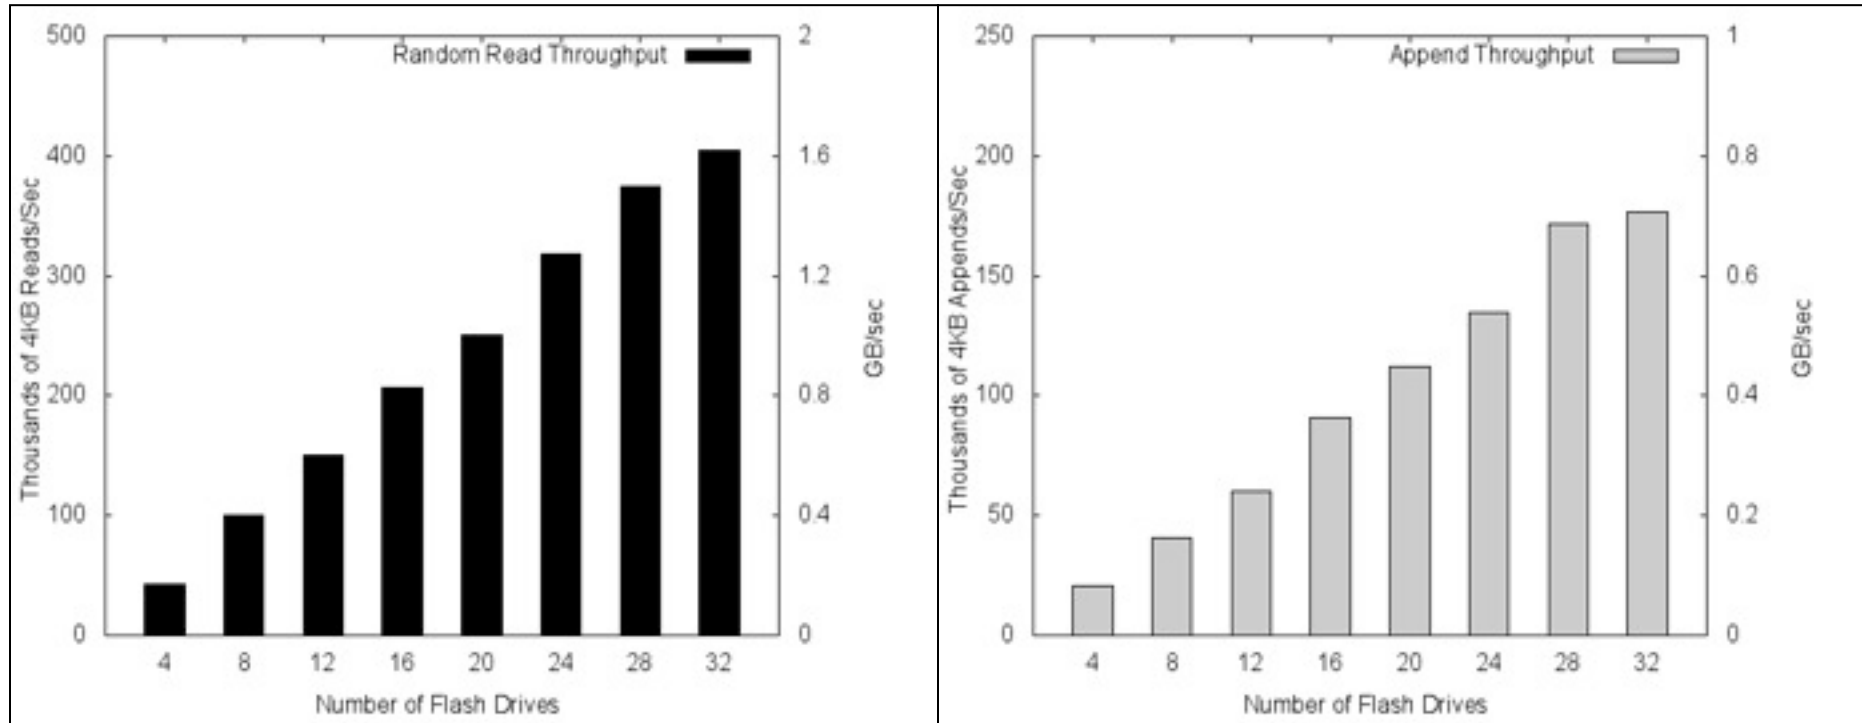 Random Read Throughput
500
400
300
200
100
0
2
1.6
1.2
0.8
0.4
0
Thousands of 4KB Reads/Sec
GB/sec
4 8 12 16 20 24 28 32
Number of Flash Drives
Append Throughput
250
200
150
100
50
0
1
0.8
0.6
0.4
0.2
0
Thousands of 4KB Appends/Sec
GB/sec
4 8 12 16 20 24 28 32
Number of Flash Drives